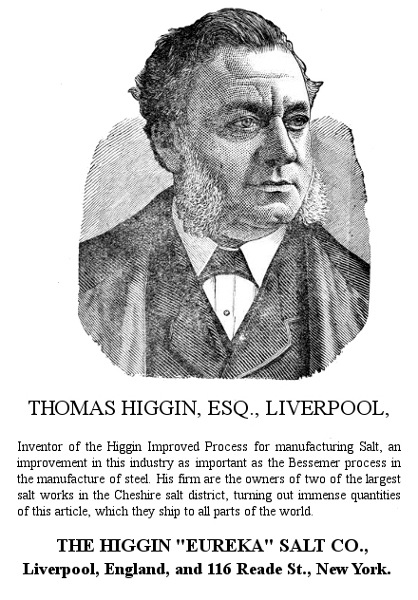 THOMAS HIGGIN, ESQ., LIVERPOOL,
Inventor of the Higgin Improved Process for manufacturing Salt, an
improvement in this industry as important as the Bessemer process in
the manufacture of steel. His firm are the owners of two of the largest
salt works in the Cheshire salt district, turning out immense quantities
of this article, which they ship to all parts of the world.
THE HIGGIN "EUREKA" SALT CO.,
Liverpool, England, and 116 Reade St., New York.